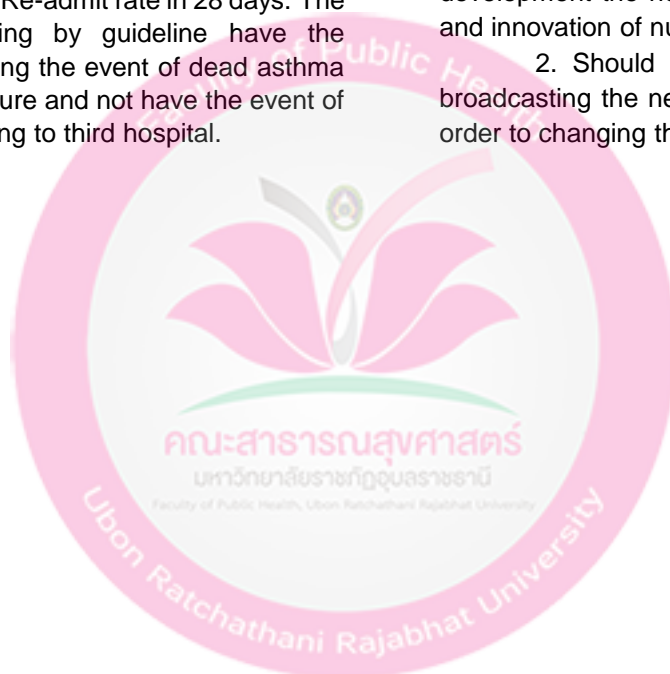 Re-admit rate in 28 days. The
ing by guideline have the
ing the event of dead asthma
ure and not have the event of
ng to third hospital.
and innovation of nu
2. Should
broadcasting the ne
order to changing th
Faculty of Public Health
คณะสาธารณสุขศาสตร์
มหาวิทยาลัยราชภัฏอุบลราชธานี
Faculty of Public Health, Ubon Ratchathani Rajabhat University
Ubon Ratchathani Rajabhat University